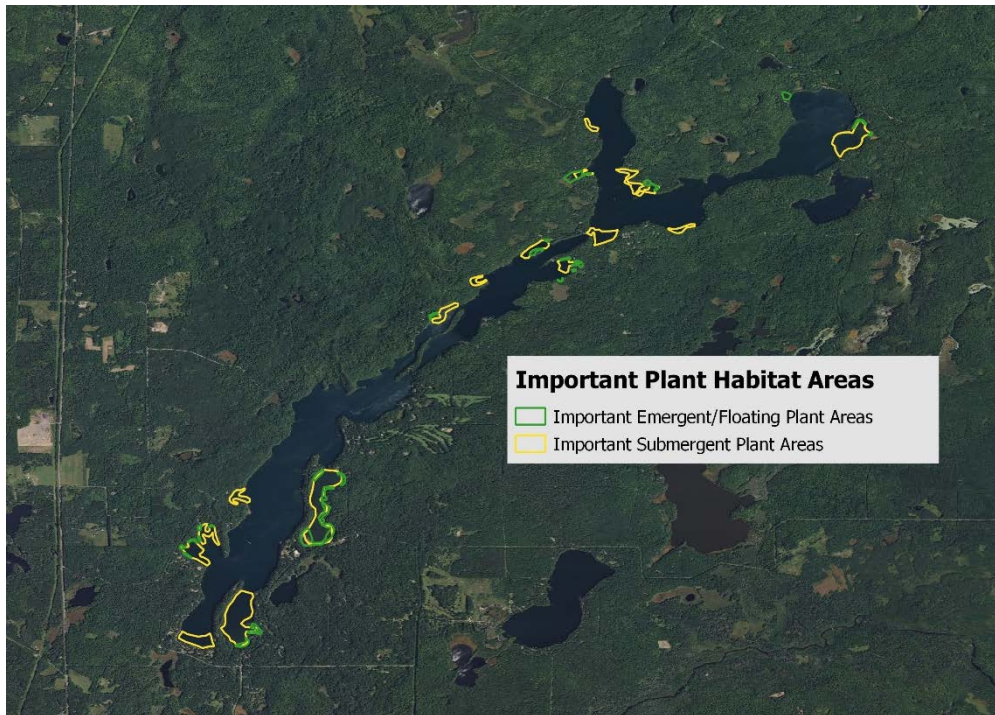 Important Plant Habitat Areas
Important Emergent/Floating Plant Areas
Important Submergent Plant Areas